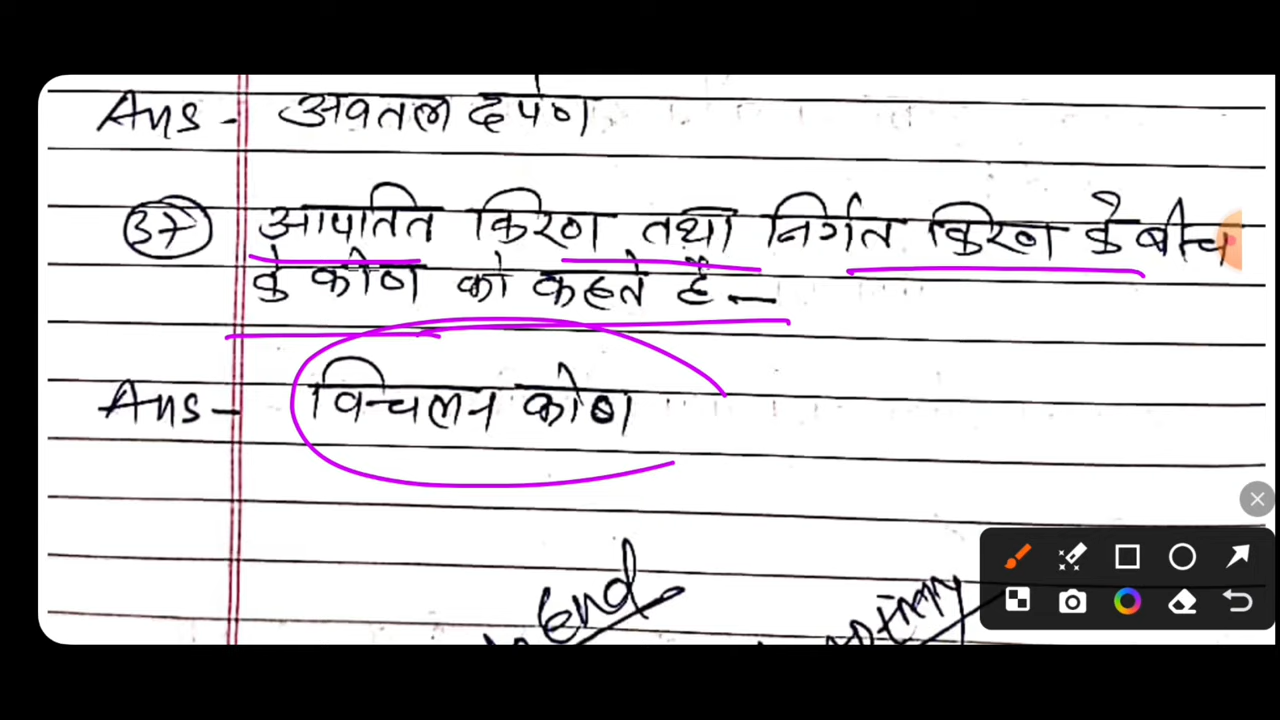 Ans - अवतल दर्पण
37 आपतित किरण तथा निर्गत किरण के बीच
के कोण को कहते हैं —
Ans - विचलन कोण
End